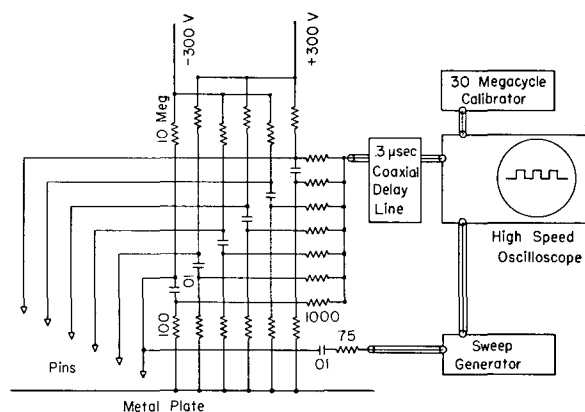 -300 V
+300 V
10 Meg
30 Megacycle
Calibrator
.3 μsec
Coaxial
Delay
Line
High Speed
Oscilloscope
.01
100
1000
75
.01
Sweep
Generator
Pins
Metal Plate